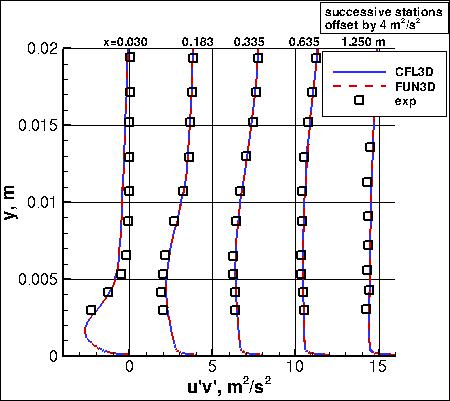 successive stations
offset by 4 m²/s²
x=0.030 0.183 0.335 0.635 1.250 m
CFL3D
FUN3D
exp
0.02
0.015
0.01
0.005
0
y, m
0 5 10 15
u'v', m²/s²